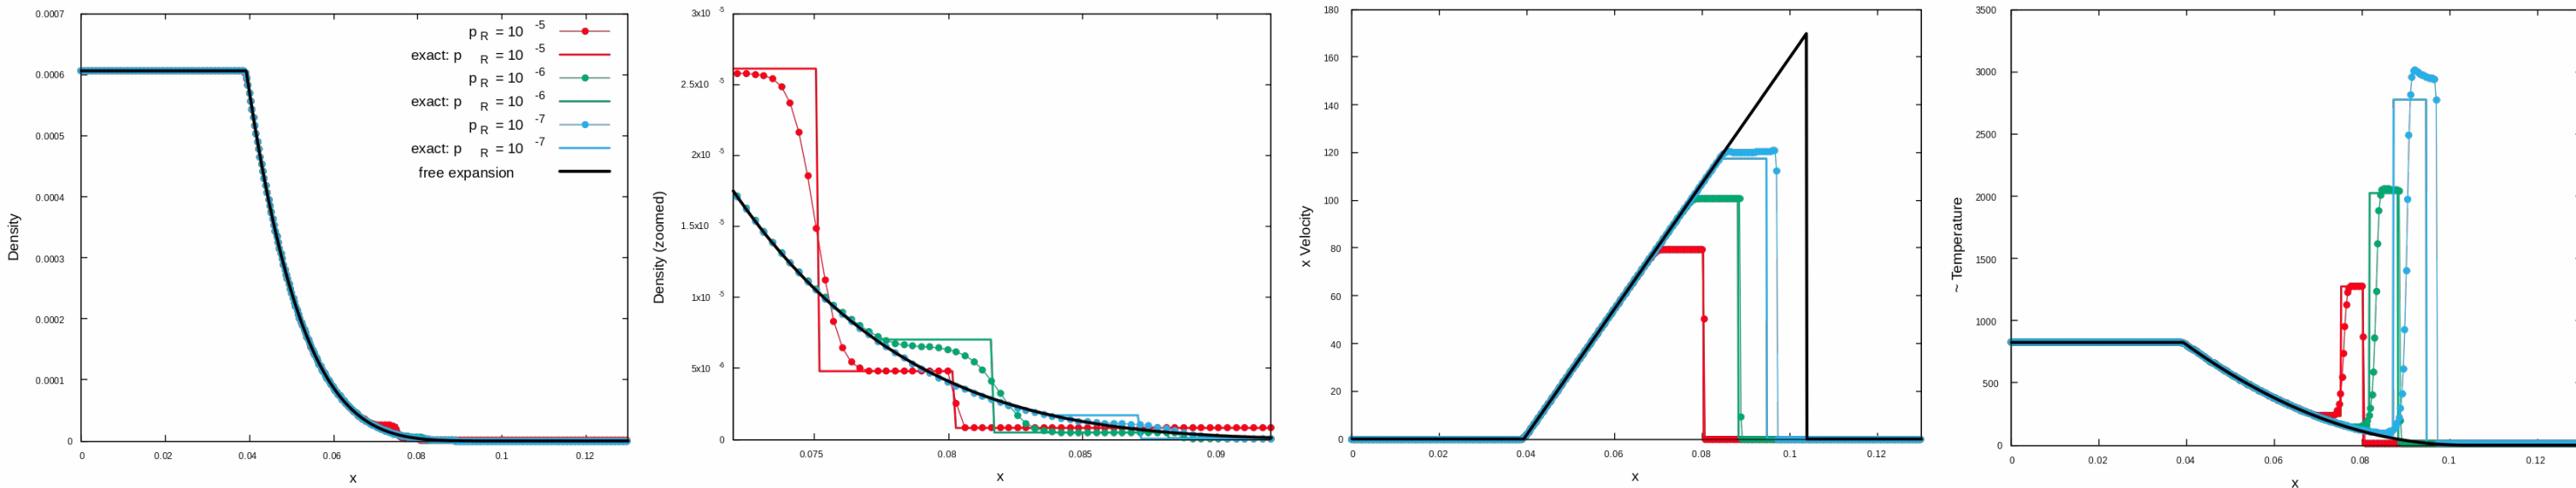 0.0007
0.0006
0.0005
0.0004
0.0003
0.0002
0.0001
0
Density
0 0.02 0.04 0.06 0.08 0.1 0.12
x
p R = 10 -5
exact: p R = 10 -5
p R = 10 -6
exact: p R = 10 -6
p R = 10 -7
exact: p R = 10 -7
free expansion
3x10 -5
2.5x10 -5
2x10 -5
1.5x10 -5
1x10 -5
5x10 -6
0
Density (zoomed)
0.075 0.08 0.085 0.09
x
180
160
140
120
100
80
60
40
20
0
x Velocity
0 0.02 0.04 0.06 0.08 0.1 0.12
x
3500
3000
2500
2000
1500
1000
500
0
~ Temperature
0 0.02 0.04 0.06 0.08 0.1 0.12
x